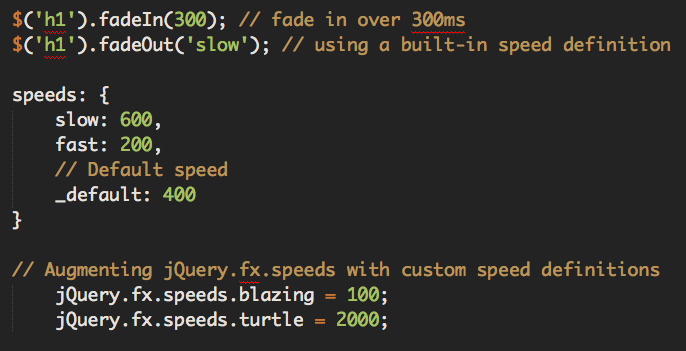 $('h1').fadeIn(300); // fade in over 300ms
$('h1').fadeOut('slow'); // using a built-in speed definition
speeds: {
slow: 600,
fast: 200,
// Default speed
_default: 400
}
// Augmenting jQuery.fx.speeds with custom speed definitions
jQuery.fx.speeds.blazing = 100;
jQuery.fx.speeds.turtle = 2000;